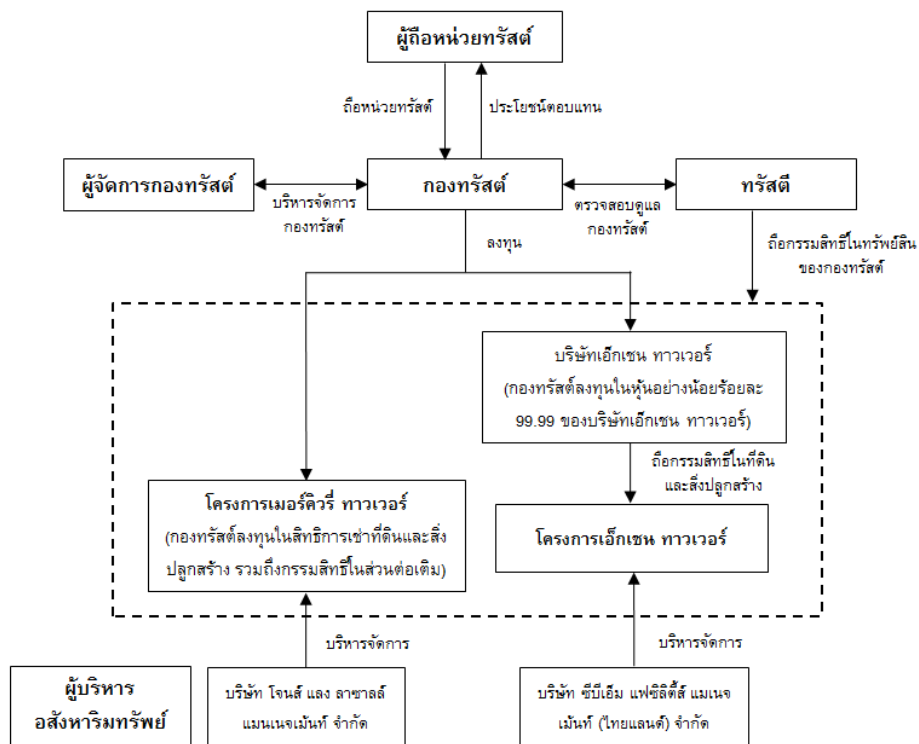 ผู้ถือหน่วยทรัสต์
ถือหน่วยทรัสต์
ประโยชน์ตอบแทน
ผู้จัดการกองทรัสต์
กองทรัสต์
ทรัสตี
บริหารจัดการ
กองทรัสต์
ตรวจสอบดูแล
กองทรัสต์
ลงทุน
ถือกรรมสิทธิ์ในทรัพย์สิน
ของกองทรัสต์
บริษัทเอ็กเชน ทาวเวอร์
(กองทรัสต์ลงทุนในหุ้นอย่างน้อยร้อยละ
99.99 ของบริษัทเอ็กเชน ทาวเวอร์)
ถือกรรมสิทธิ์ในที่ดิน
และสิ่งปลูกสร้าง
โครงการเมอร์คิวรี่ ทาวเวอร์
(กองทรัสต์ลงทุนในสิทธิการเช่าที่ดินและสิ่ง
ปลูกสร้าง รวมถึงกรรมสิทธิ์ในส่วนต่อเติม)
โครงการเอ็กเชน ทาวเวอร์
บริหารจัดการ
บริหารจัดการ
ผู้บริหาร
อสังหาริมทรัพย์
บริษัท โจนส์ แลง ลาซาลล์
แมนเนจเม้นท์ จำกัด
บริษัท ซีบีเอ็ม แฟซิลิตี้ส์ แมเนจ
เม้นท์ (ไทยแลนด์) จำกัด